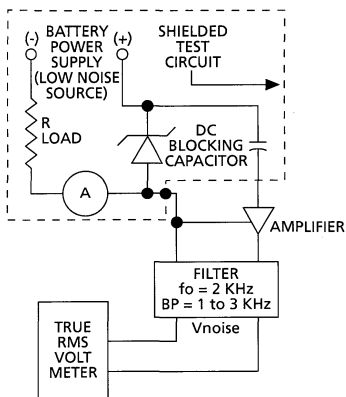 (-)
BATTERY
POWER
SUPPLY
(LOW NOISE
SOURCE)
(+)
SHIELDED
TEST
CIRCUIT
R
LOAD
DC
BLOCKING
CAPACITOR
A
AMPLIFIER
FILTER
fo = 2 KHz
BP = 1 to 3 KHz
Vnoise
TRUE
RMS
VOLT
METER